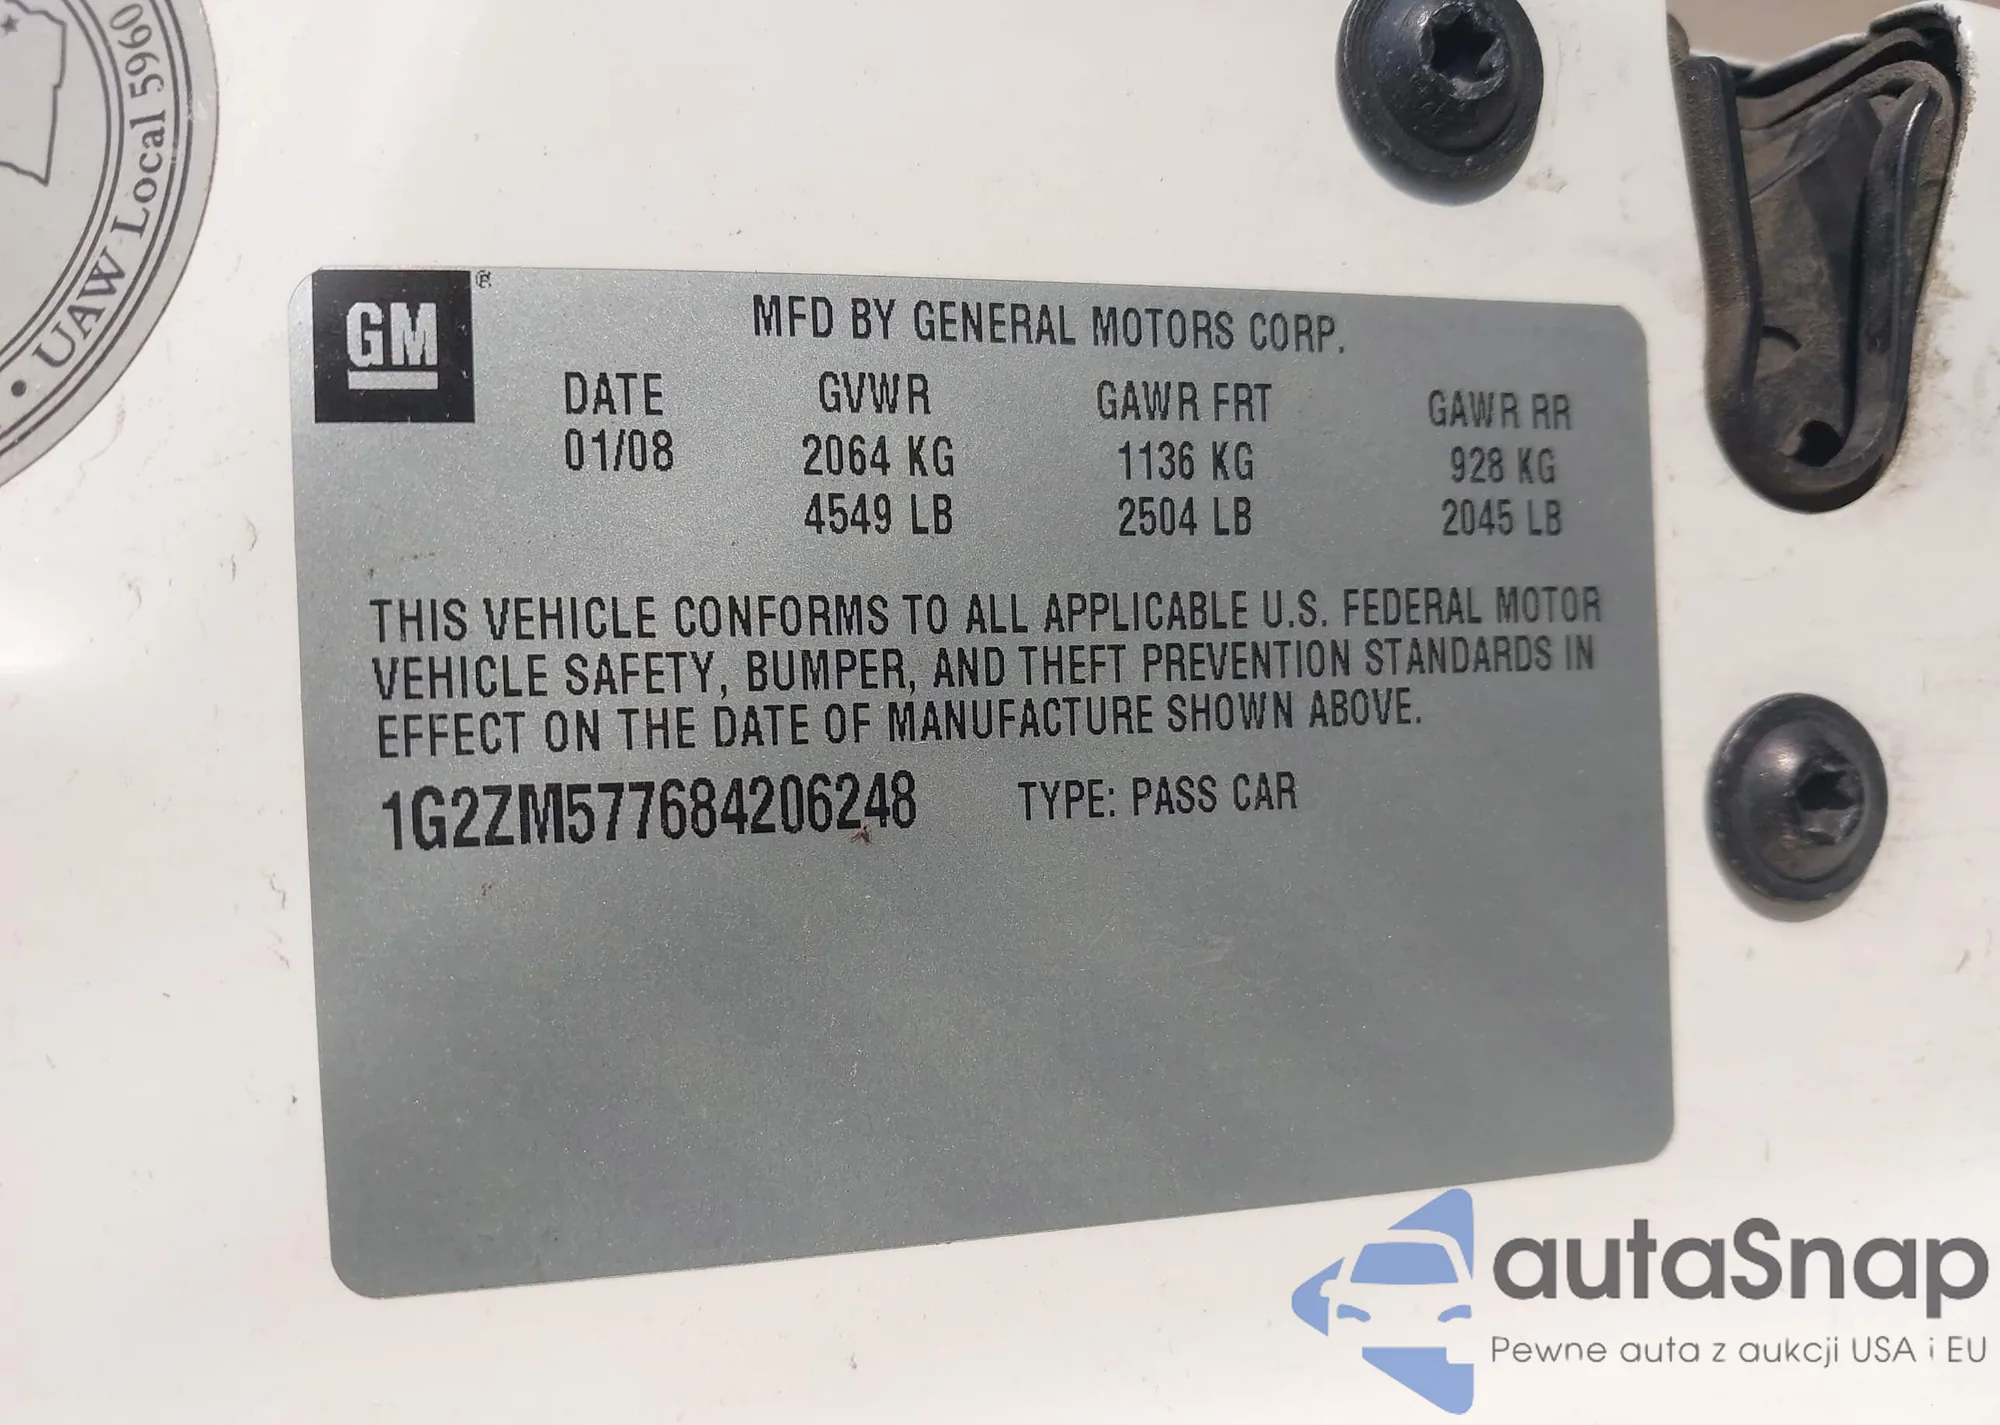 UAW Local 5960
GM
®
MFD BY GENERAL MOTORS CORP.
DATE GVWR GAWR FRT GAWR RR
01/08 2064 KG 1136 KG 928 KG
4549 LB 2504 LB 2045 LB
THIS VEHICLE CONFORMS TO ALL APPLICABLE U.S. FEDERAL MOTOR
VEHICLE SAFETY, BUMPER, AND THEFT PREVENTION STANDARDS IN
EFFECT ON THE DATE OF MANUFACTURE SHOWN ABOVE.
1G2ZM577684206248 TYPE: PASS CAR
autaSnap
Pewne auta z aukcji USA i EU